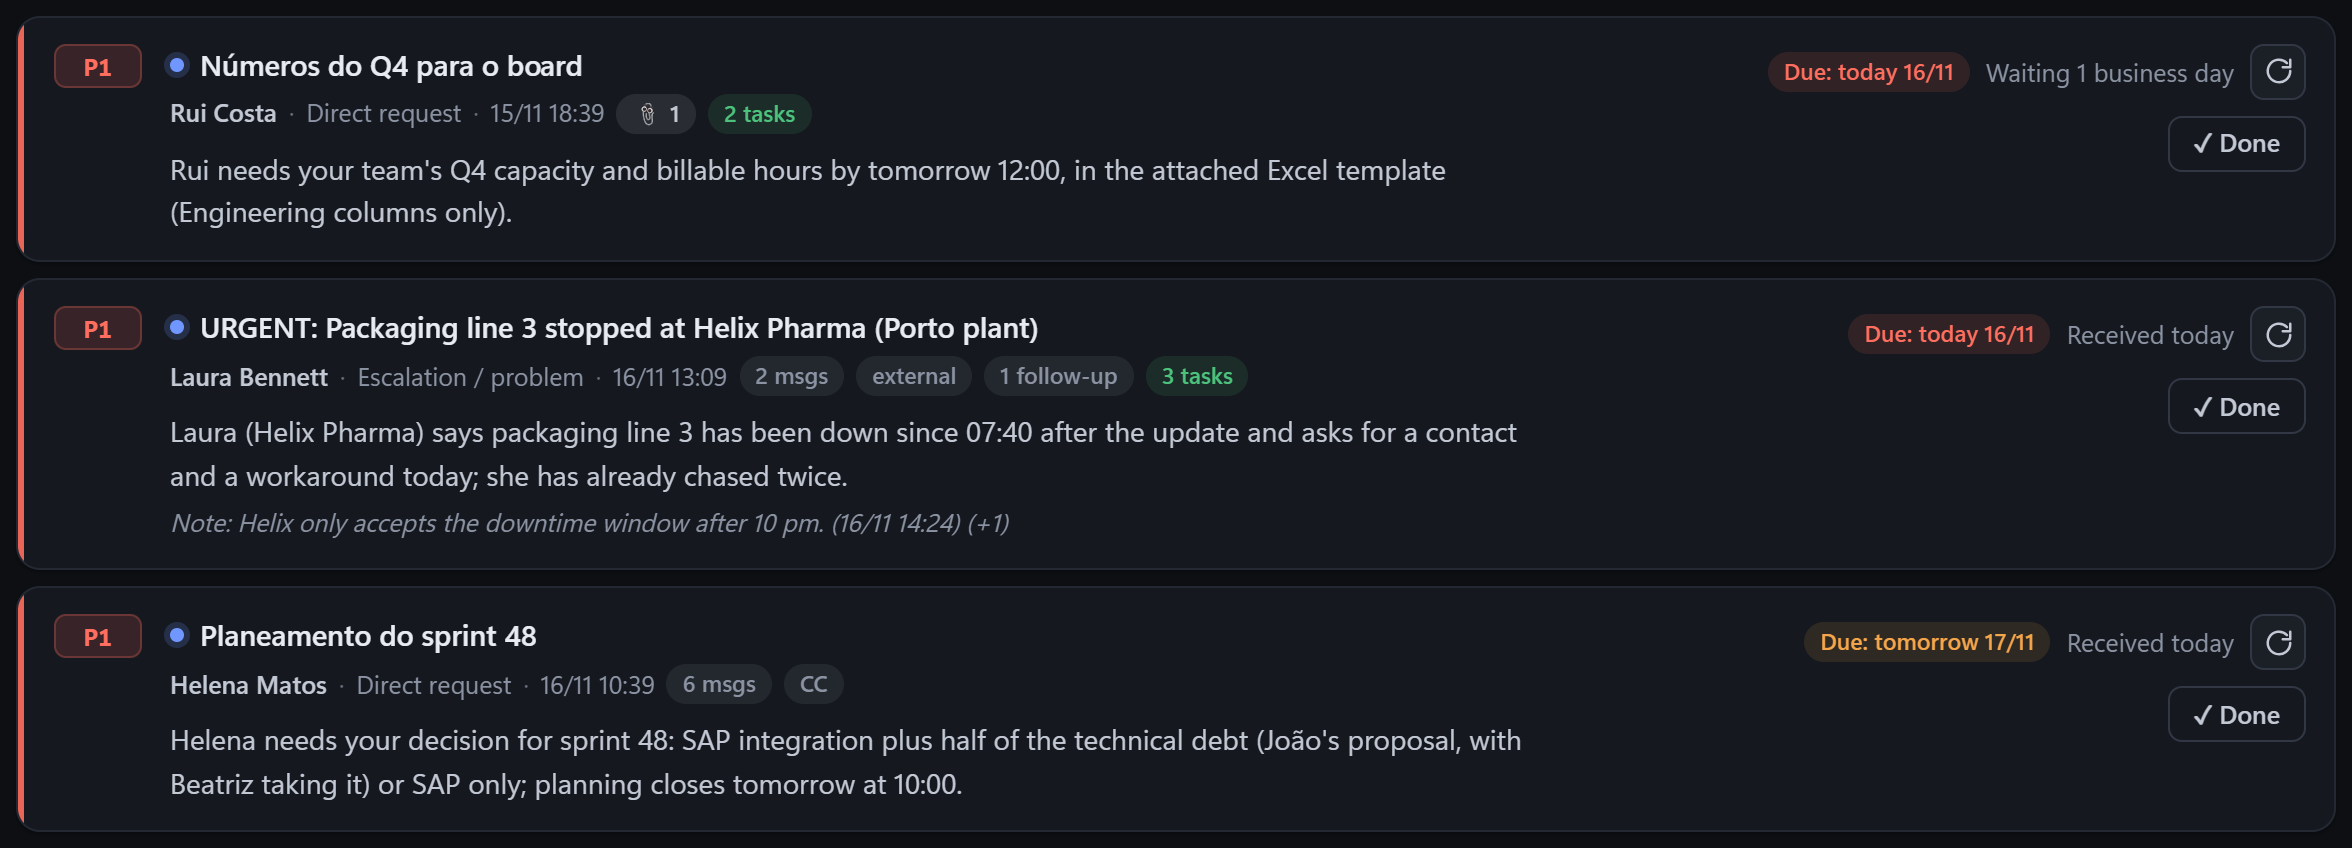 P1 Números do Q4 para o board Due: today 16/11 Waiting 1 business day
Rui Costa · Direct request · 15/11 18:39 1 2 tasks
✓ Done
Rui needs your team's Q4 capacity and billable hours by tomorrow 12:00, in the attached Excel template
(Engineering columns only).
P1 URGENT: Packaging line 3 stopped at Helix Pharma (Porto plant) Due: today 16/11 Received today
Laura Bennett · Escalation / problem · 16/11 13:09 2 msgs external 1 follow-up 3 tasks
✓ Done
Laura (Helix Pharma) says packaging line 3 has been down since 07:40 after the update and asks for a contact
and a workaround today; she has already chased twice.
Note: Helix only accepts the downtime window after 10 pm. (16/11 14:24) (+1)
P1 Planeamento do sprint 48 Due: tomorrow 17/11 Received today
Helena Matos · Direct request · 16/11 10:39 6 msgs CC
✓ Done
Helena needs your decision for sprint 48: SAP integration plus half of the technical debt (João's proposal, with
Beatriz taking it) or SAP only; planning closes tomorrow at 10:00.